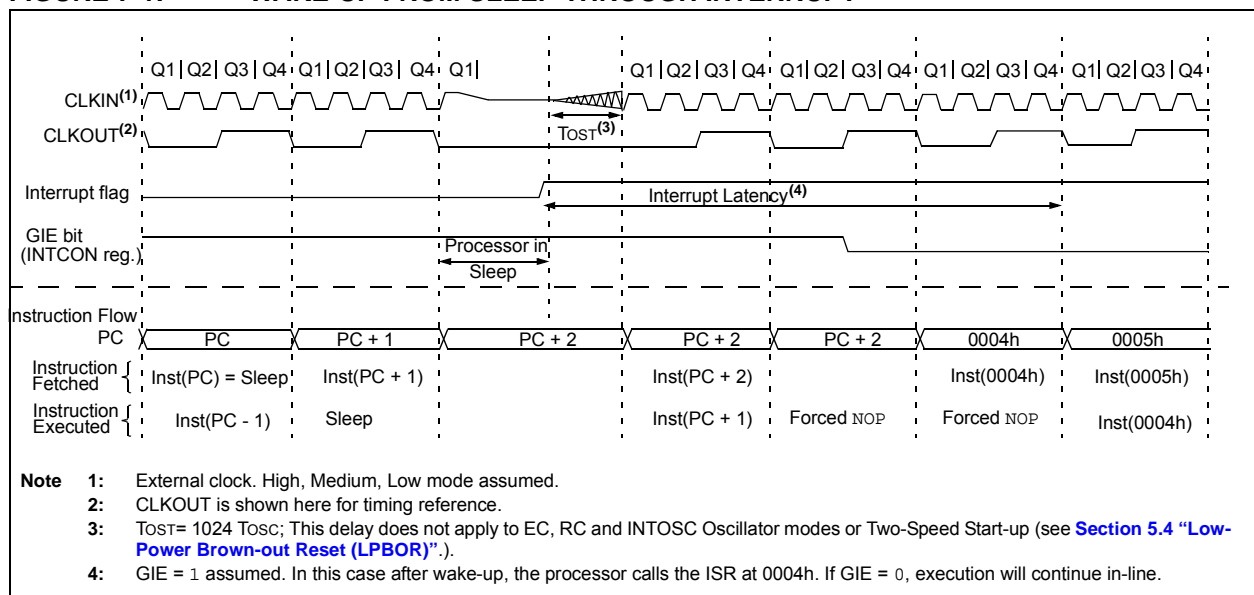 Q1| Q2| Q3| Q4 Q1| Q2| Q3| Q4 Q1| Q1| Q2| Q3| Q4 Q1| Q2| Q3| Q4 Q1| Q2| Q3| Q4 Q1| Q2| Q3| Q4
CLKIN(1)
CLKOUT(2)
TOST(3)
Interrupt flag
Interrupt Latency(4)
GIE bit
(INTCON reg.)
Processor in
Sleep
nstruction Flow
PC PC PC + 1 PC + 2 PC + 2 PC + 2 0004h 0005h
Instruction
Fetched { Inst(PC) = Sleep Inst(PC + 1) Inst(PC + 2) Inst(0004h) Inst(0005h)
Instruction
Executed { Inst(PC - 1) Sleep Inst(PC + 1) Forced NOP Forced NOP Inst(0004h)
Note 1: External clock. High, Medium, Low mode assumed.
2: CLKOUT is shown here for timing reference.
3: TOST= 1024 TOSC; This delay does not apply to EC, RC and INTOSC Oscillator modes or Two-Speed Start-up (see Section 5.4 “Low-
Power Brown-out Reset (LPBOR)”.).
4: GIE = 1 assumed. In this case after wake-up, the processor calls the ISR at 0004h. If GIE = 0, execution will continue in-line.